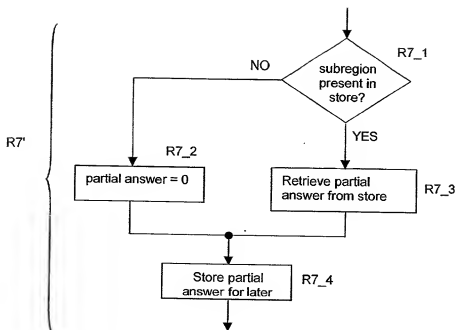 R7_1
subregion
present in
store?
NO
YES
R7'
R7_2
partial answer = 0
Retrieve partial
answer from store
R7_3
Store partial
answer for later
R7_4